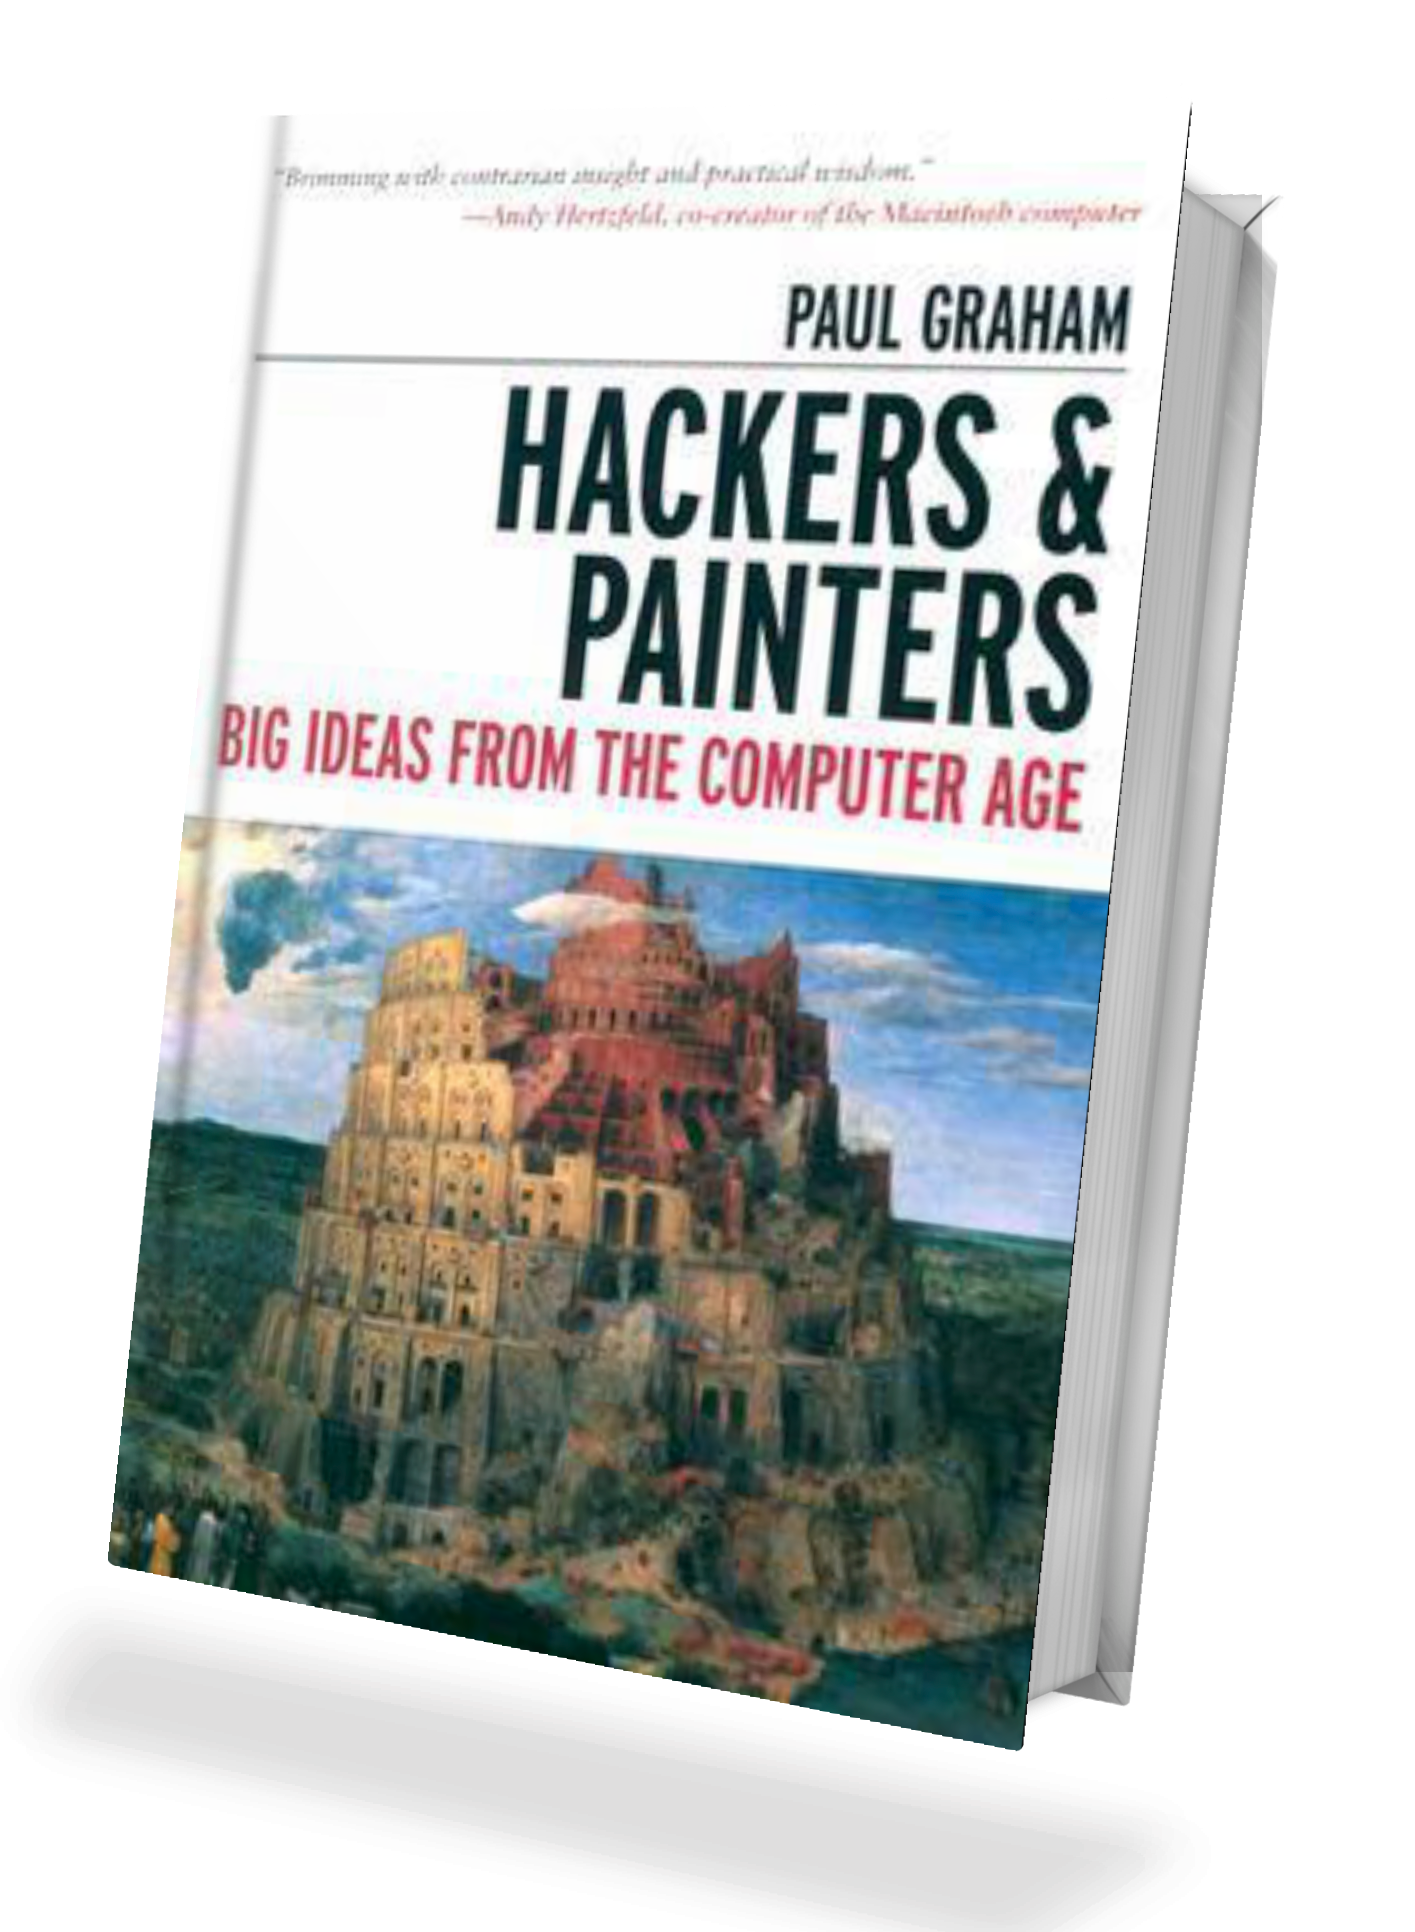 "Brimming with contrarian insight and practical wisdom."
—Andy Hertzfeld, co-creator of the Macintosh computer
PAUL GRAHAM
HACKERS &
PAINTERS
BIG IDEAS FROM THE COMPUTER AGE